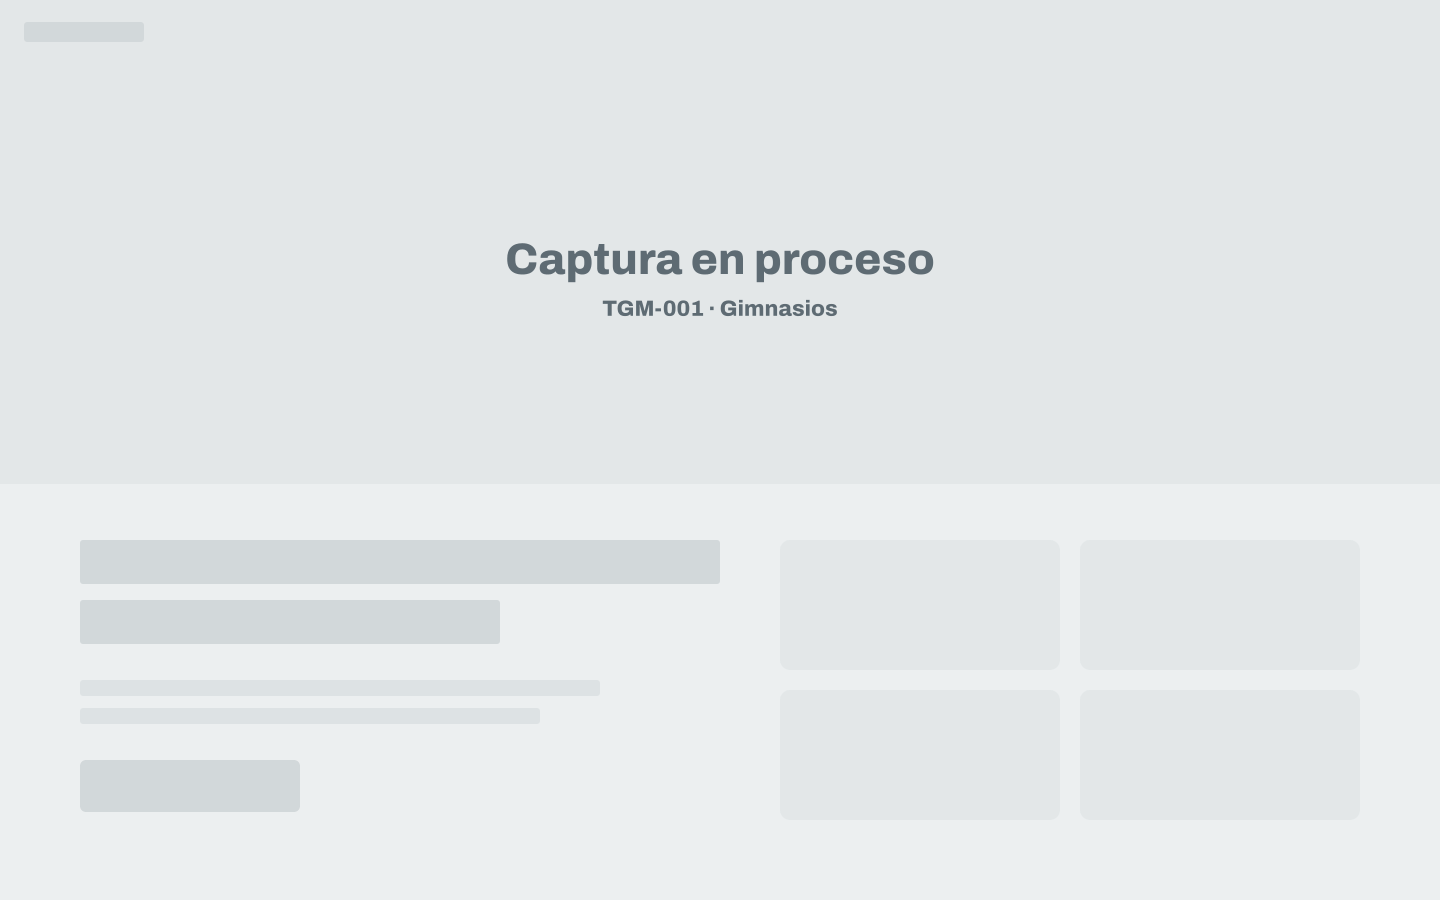 Captura en proceso
TGM-001 · Gimnasios